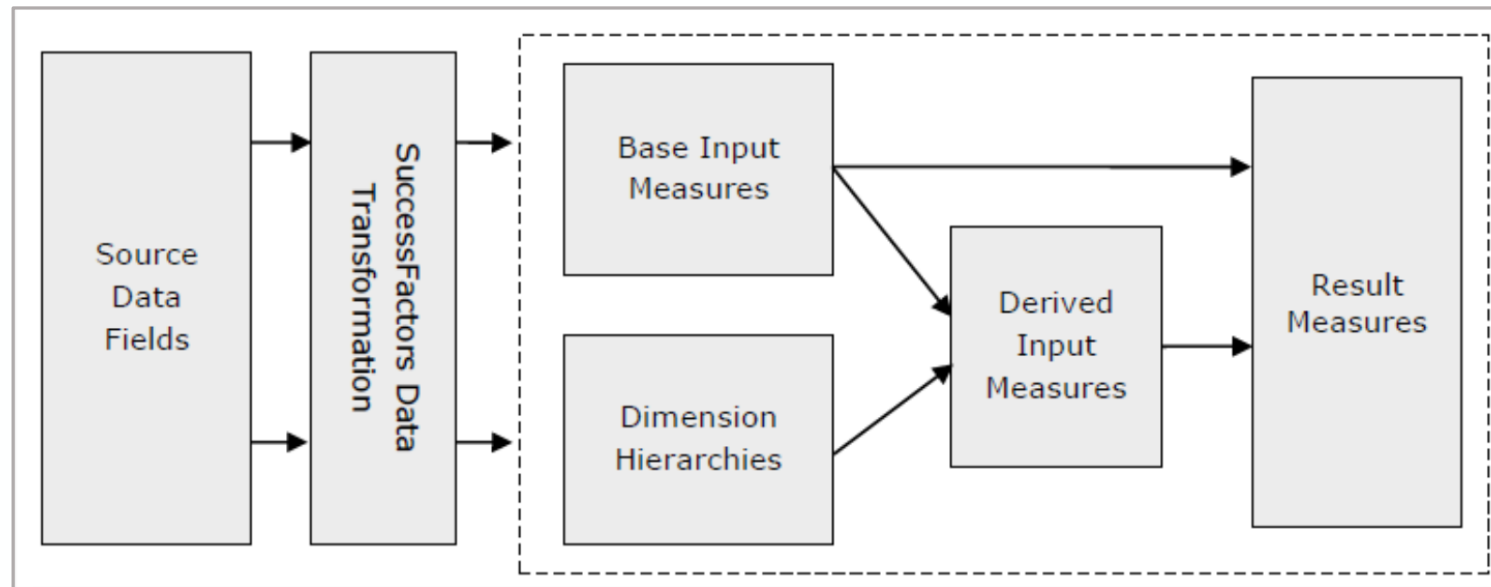 Source
Data
Fields
SuccessFactors Data
Transformation
Base Input
Measures
Dimension
Hierarchies
Derived
Input
Measures
Result
Measures